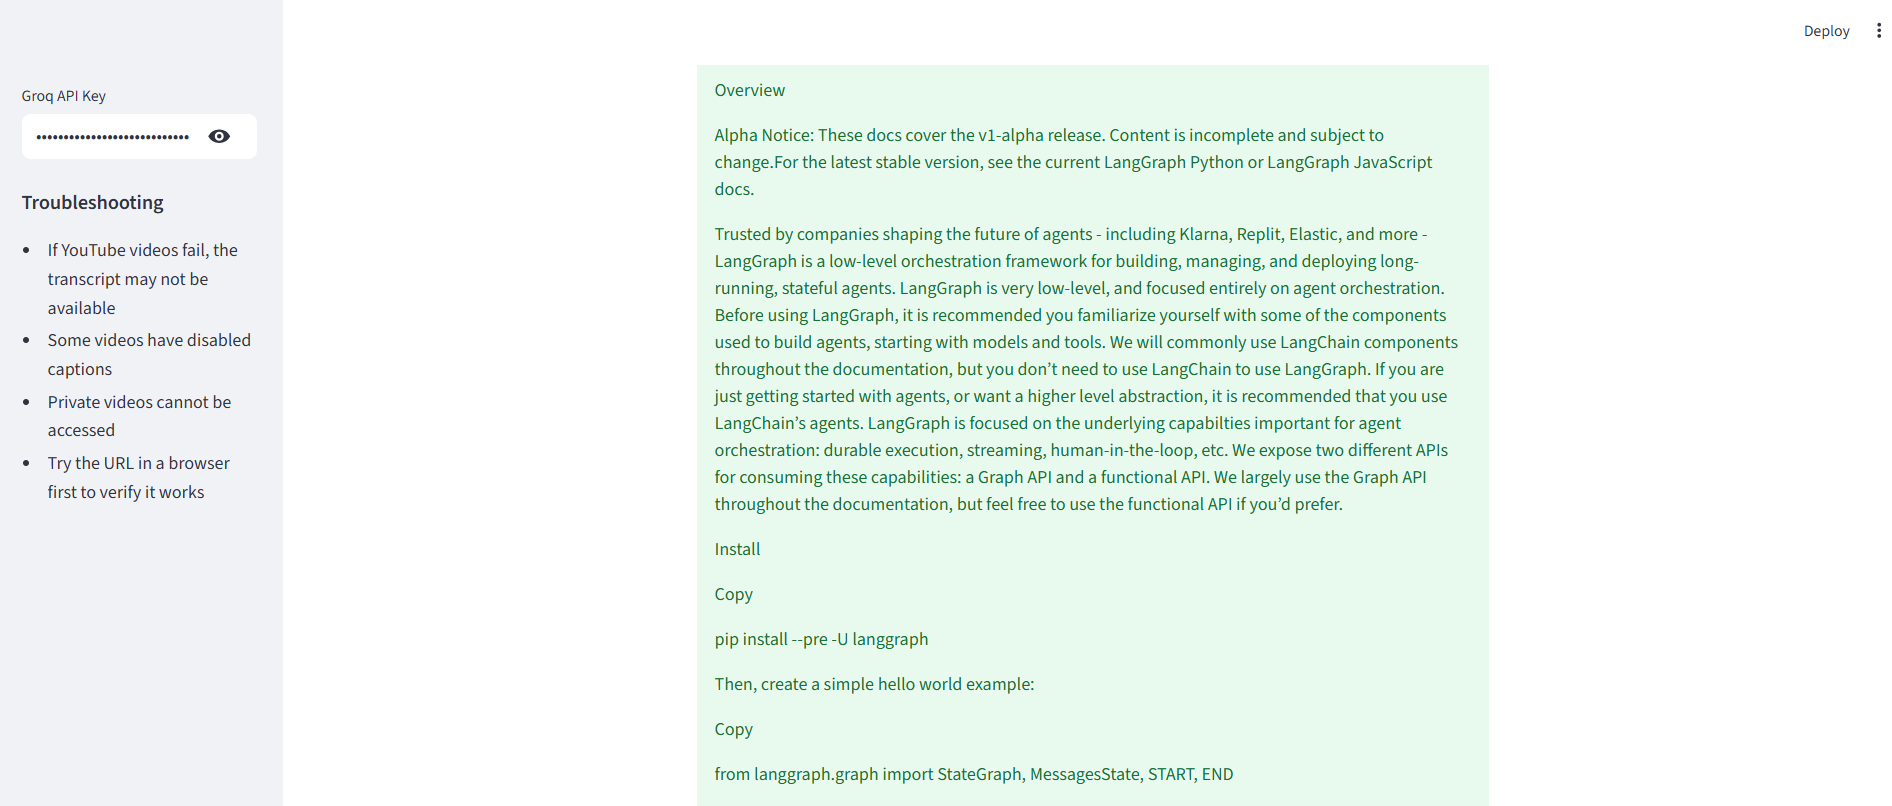 Deploy
Groq API Key
Troubleshooting
If YouTube videos fail, the
transcript may not be
available
Some videos have disabled
captions
Private videos cannot be
accessed
Try the URL in a browser
first to verify it works
Overview
Alpha Notice: These docs cover the v1-alpha release. Content is incomplete and subject to
change.For the latest stable version, see the current LangGraph Python or LangGraph JavaScript
docs.
Trusted by companies shaping the future of agents - including Klarna, Replit, Elastic, and more -
LangGraph is a low-level orchestration framework for building, managing, and deploying long-
running, stateful agents. LangGraph is very low-level, and focused entirely on agent orchestration.
Before using LangGraph, it is recommended you familiarize yourself with some of the components
used to build agents, starting with models and tools. We will commonly use LangChain components
throughout the documentation, but you don’t need to use LangChain to use LangGraph. If you are
just getting started with agents, or want a higher level abstraction, it is recommended that you use
LangChain’s agents. LangGraph is focused on the underlying capabilties important for agent
orchestration: durable execution, streaming, human-in-the-loop, etc. We expose two different APIs
for consuming these capabilities: a Graph API and a functional API. We largely use the Graph API
throughout the documentation, but feel free to use the functional API if you’d prefer.
Install
Copy
pip install --pre -U langgraph
Then, create a simple hello world example:
Copy
from langgraph.graph import StateGraph, MessagesState, START, END